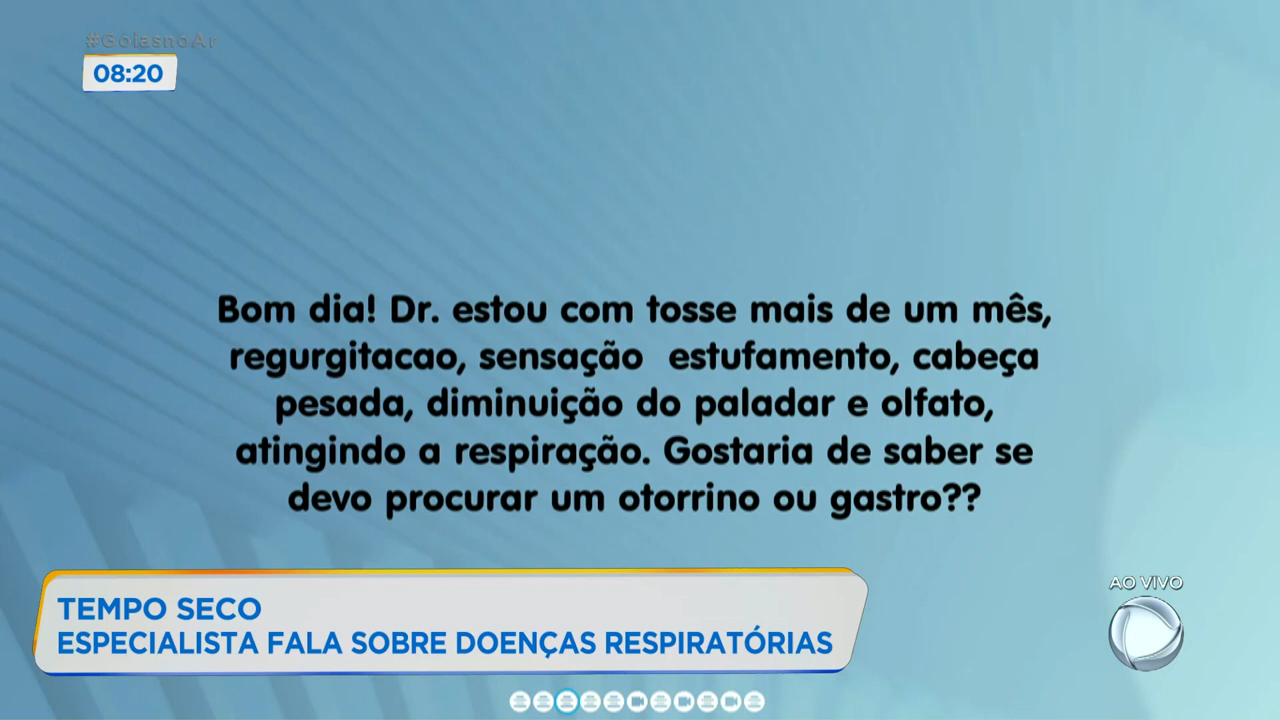 #GoiasnoAr
08:20
Bom dia! Dr. estou com tosse mais de um mês,
regurgitacao, sensação estufamento, cabeça
pesada, diminuição do paladar e olfato,
atingindo a respiração. Gostaria de saber se
devo procurar um otorrino ou gastro??
TEMPO SECO
ESPECIALISTA FALA SOBRE DOENÇAS RESPIRATÓRIAS
AO VIVO